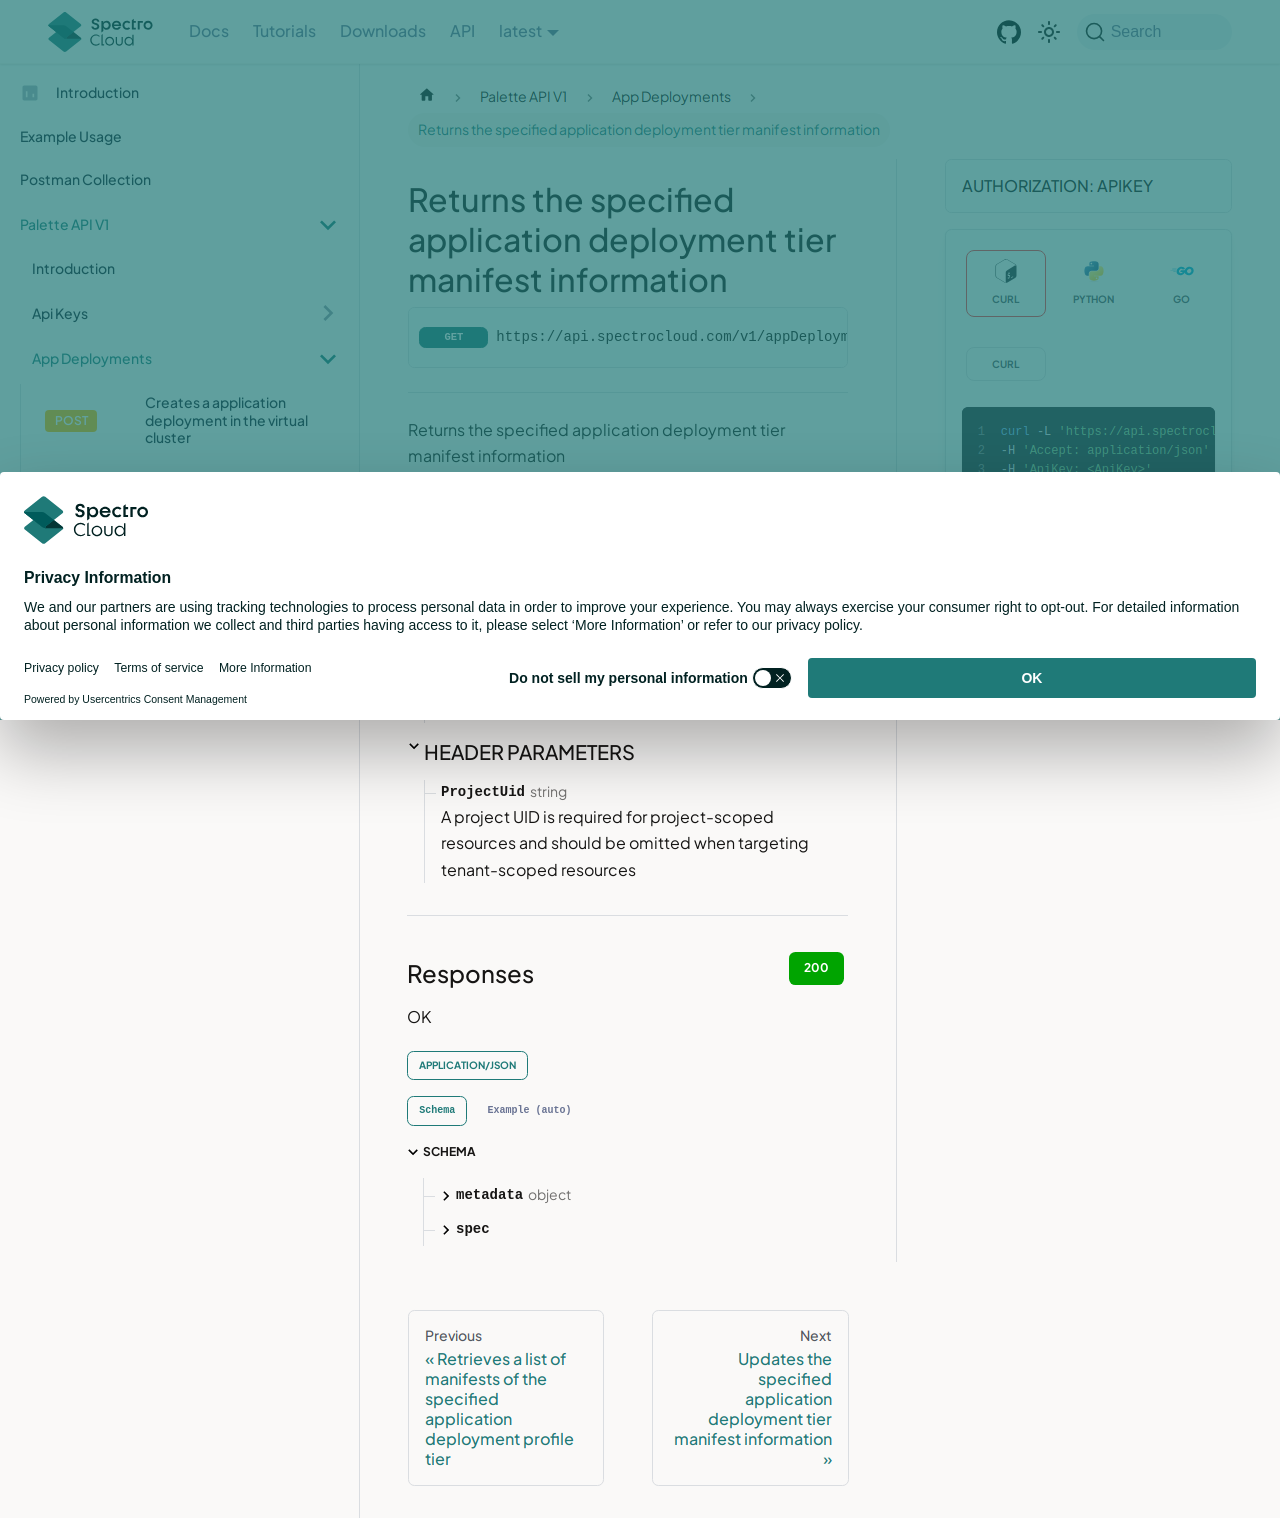 Spectro
Cloud
Docs
Tutorials
Downloads
API
latest
Search
Introduction
Example Usage
Postman Collection
Palette API V1
Introduction
Api Keys
App Deployments
POST
Creates a application
deployment in the virtual
cluster
Palette API V1
App Deployments
Returns the specified application deployment tier manifest information
Returns the specified
application deployment tier
manifest information
GET https://api.spectrocloud.com/v1/appDeploym
Returns the specified application deployment tier
manifest information
AUTHORIZATION: APIKEY
CURL
PYTHON
GO
CURL
1 curl -L 'https://api.spectrocl
2 -H 'Accept: application/json'
3 -H 'ApiKey: <ApiKey>'
Spectro
Cloud
Privacy Information
We and our partners are using tracking technologies to process personal data in order to improve your experience. You may always exercise your consumer right to opt-out. For detailed information
about personal information we collect and third parties having access to it, please select ‘More Information’ or refer to our privacy policy.
Privacy policy
Terms of service
More Information
Powered by Usercentrics Consent Management
Do not sell my personal information
OK
HEADER PARAMETERS
ProjectUid string
A project UID is required for project-scoped
resources and should be omitted when targeting
tenant-scoped resources
Responses
200
OK
APPLICATION/JSON
Schema
Example (auto)
SCHEMA
metadata object
spec
Previous
« Retrieves a list of
manifests of the
specified
application
deployment profile
tier
Next
Updates the
specified
application
deployment tier
manifest information
»